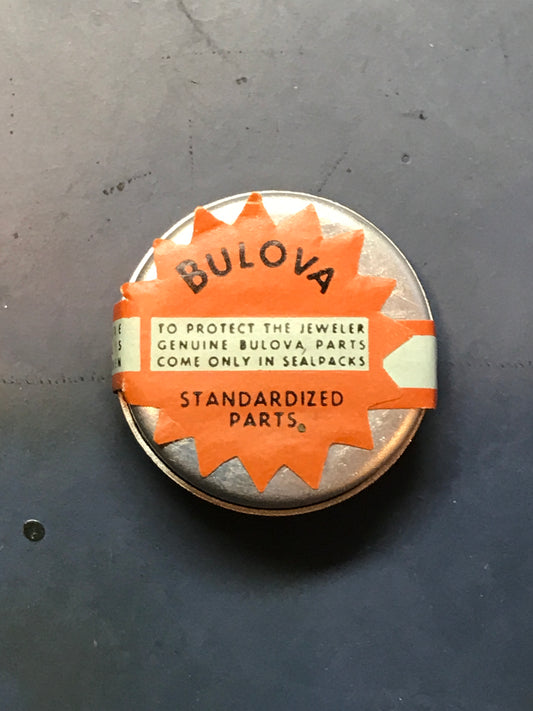 BULOVA
TO PROTECT THE JEWELER
GENUINE BULOVA PARTS
COME ONLY IN SEALPACKS
STANDARDIZED
PARTS.